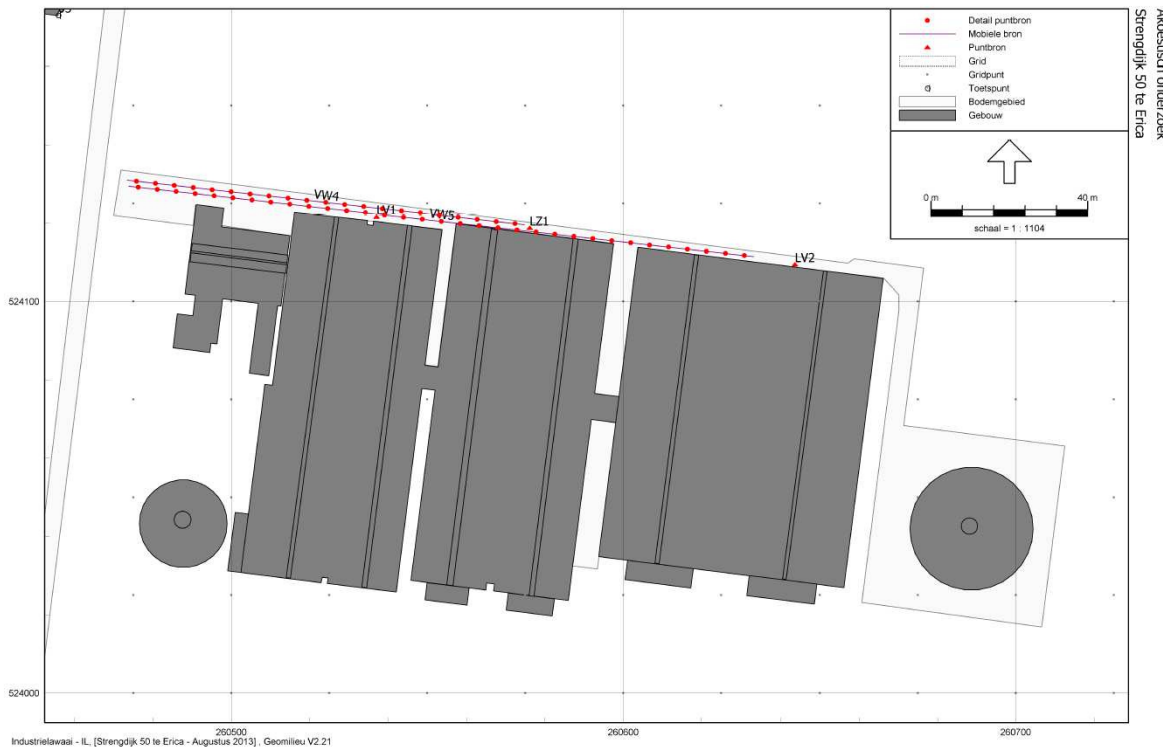 Detail puntbron
Mobiele bron
Puntbron
Grid
Gridpunt
Toetspunt
Bodemgebied
Gebouw
0 m
40 m
schaal = 1 : 1104
Akoestisch onderzoek
Strengdijk 50 te Erica
VW4
LV1
VW5
LZ1
LV2
524100
524000
260500
260600
260700
Industrielawaai - IL, [Strengdijk 50 te Erica - Augustus 2013] , Geomilieu V2.21